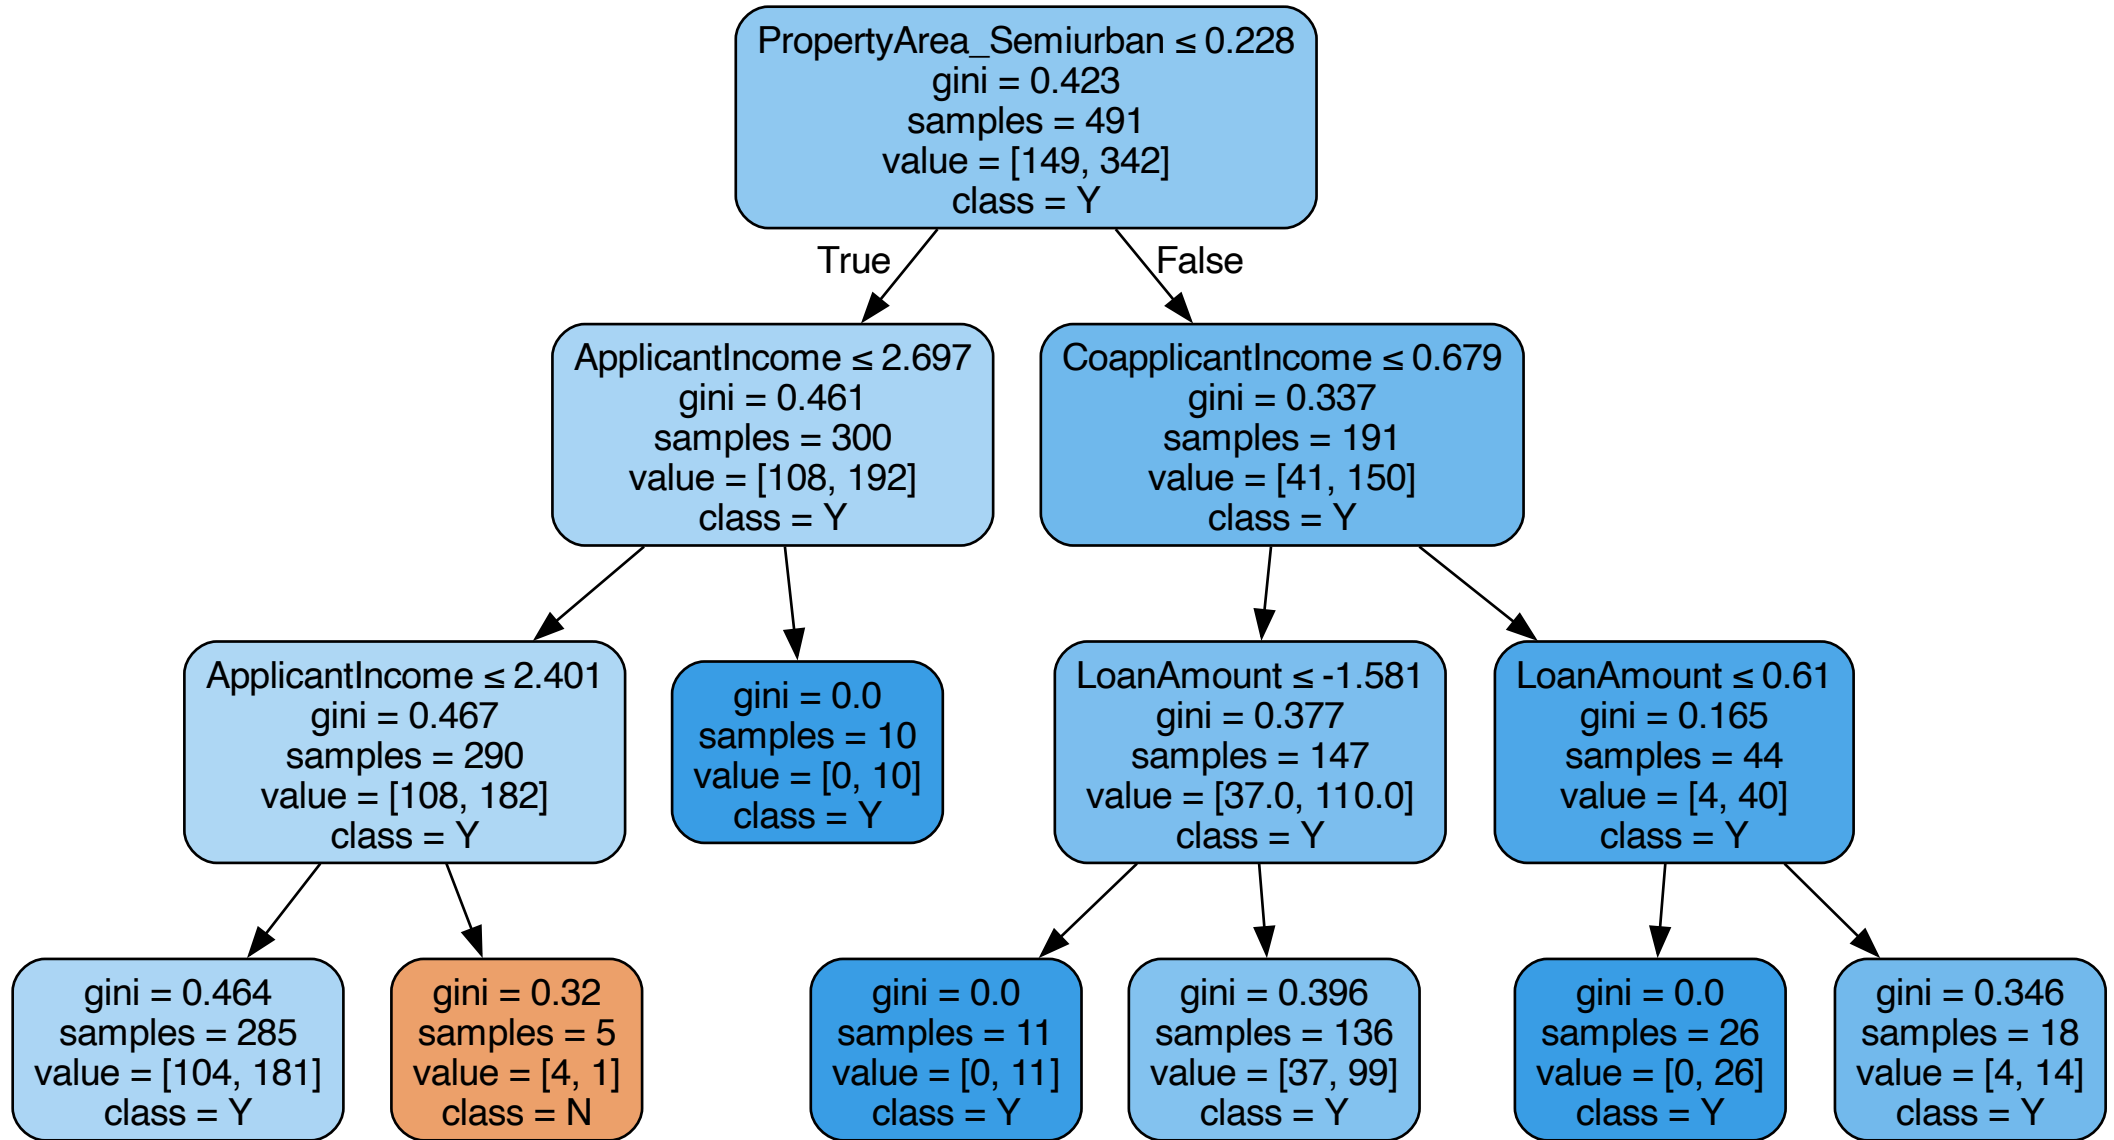 PropertyArea_Semiurban ≤ 0.228
gini = 0.423
samples = 491
value = [149, 342]
class = Y
True
False
ApplicantIncome ≤ 2.697
gini = 0.461
samples = 300
value = [108, 192]
class = Y
CoapplicantIncome ≤ 0.679
gini = 0.337
samples = 191
value = [41, 150]
class = Y
ApplicantIncome ≤ 2.401
gini = 0.467
samples = 290
value = [108, 182]
class = Y
gini = 0.0
samples = 10
value = [0, 10]
class = Y
LoanAmount ≤ -1.581
gini = 0.377
samples = 147
value = [37.0, 110.0]
class = Y
LoanAmount ≤ 0.61
gini = 0.165
samples = 44
value = [4, 40]
class = Y
gini = 0.464
samples = 285
value = [104, 181]
class = Y
gini = 0.32
samples = 5
value = [4, 1]
class = N
gini = 0.0
samples = 11
value = [0, 11]
class = Y
gini = 0.396
samples = 136
value = [37, 99]
class = Y
gini = 0.0
samples = 26
value = [0, 26]
class = Y
gini = 0.346
samples = 18
value = [4, 14]
class = Y